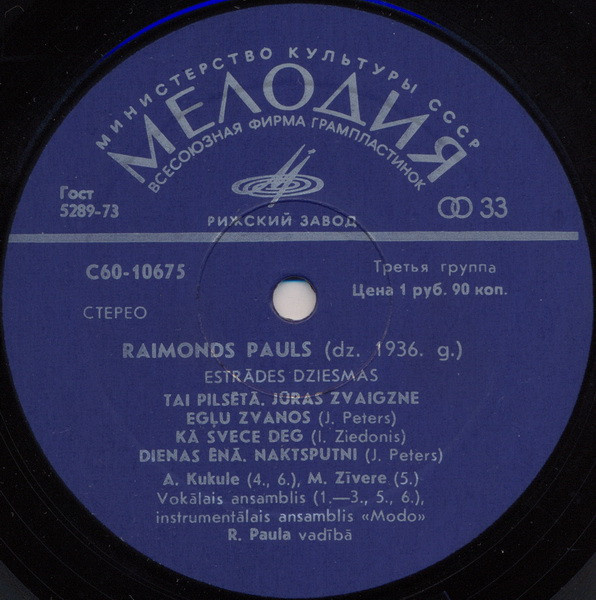 МИНИСТЕРСТВО КУЛЬТУРЫ СССР
МЕЛОДИЯ
ВСЕСОЮЗНАЯ ФИРМА ГРАМПЛАСТИНОК
Гост
5289-73
33
РИЖСКИЙ ЗАВОД
С60-10675
Третья группа
Цена 1 руб. 90 коп.
СТЕРЕО
RAIMONDS PAULS (dz. 1936. g.)
ESTRĀDES DZIESMAS
TAI PILSĒTĀ. JŪRAS ZVAIGZNE
EGĻU ZVANOS (J. Peters)
KĀ SVECE DEG (I. Ziedonis)
DIENAS ĒNĀ. NAKTSPUTNI (J. Peters)
A. Kukule (4., 6.), M. Zīvere (5.)
Vokālais ansamblis (1.—3., 5., 6.),
instrumentālais ansamblis «Modo»
R. Paula vadībā